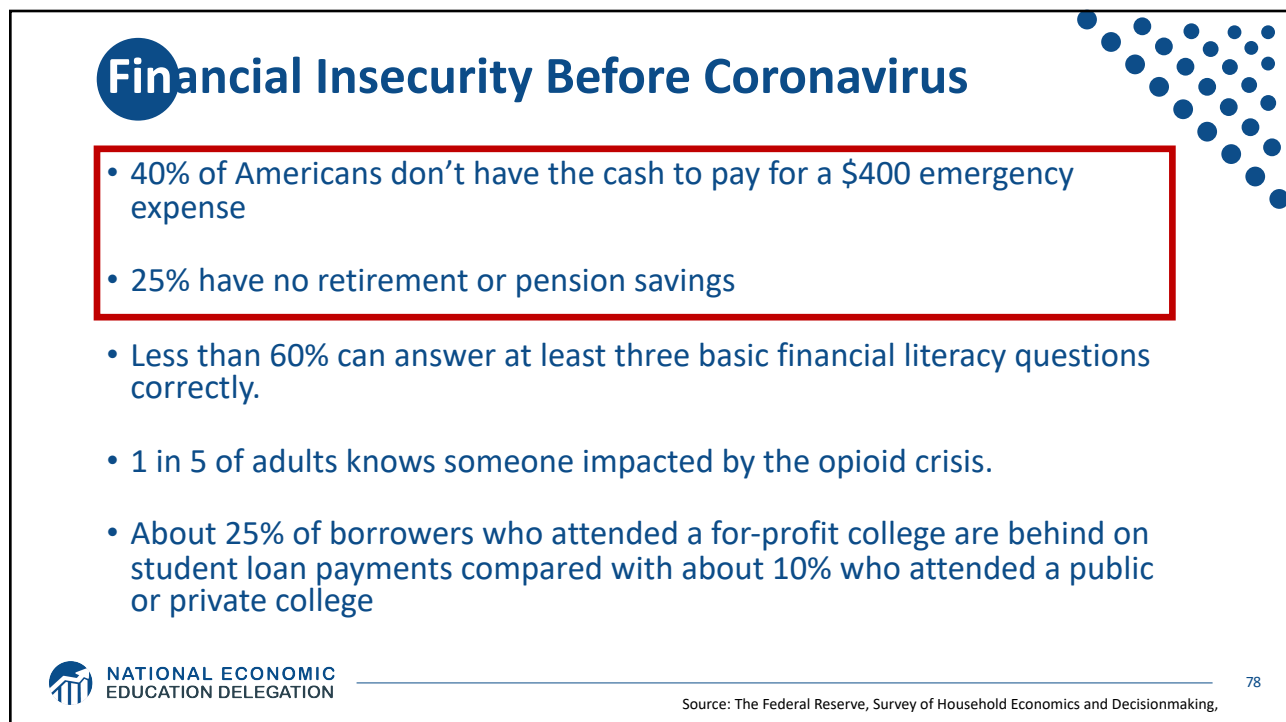 Financial Insecurity Before Coronavirus
• 40% of Americans don’t have the cash to pay for a $400 emergency
expense
• 25% have no retirement or pension savings
• Less than 60% can answer at least three basic financial literacy questions
correctly.
• 1 in 5 of adults knows someone impacted by the opioid crisis.
• About 25% of borrowers who attended a for-profit college are behind on
student loan payments compared with about 10% who attended a public
or private college
NATIONAL ECONOMIC
EDUCATION DELEGATION
78
Source: The Federal Reserve, Survey of Household Economics and Decisionmaking,